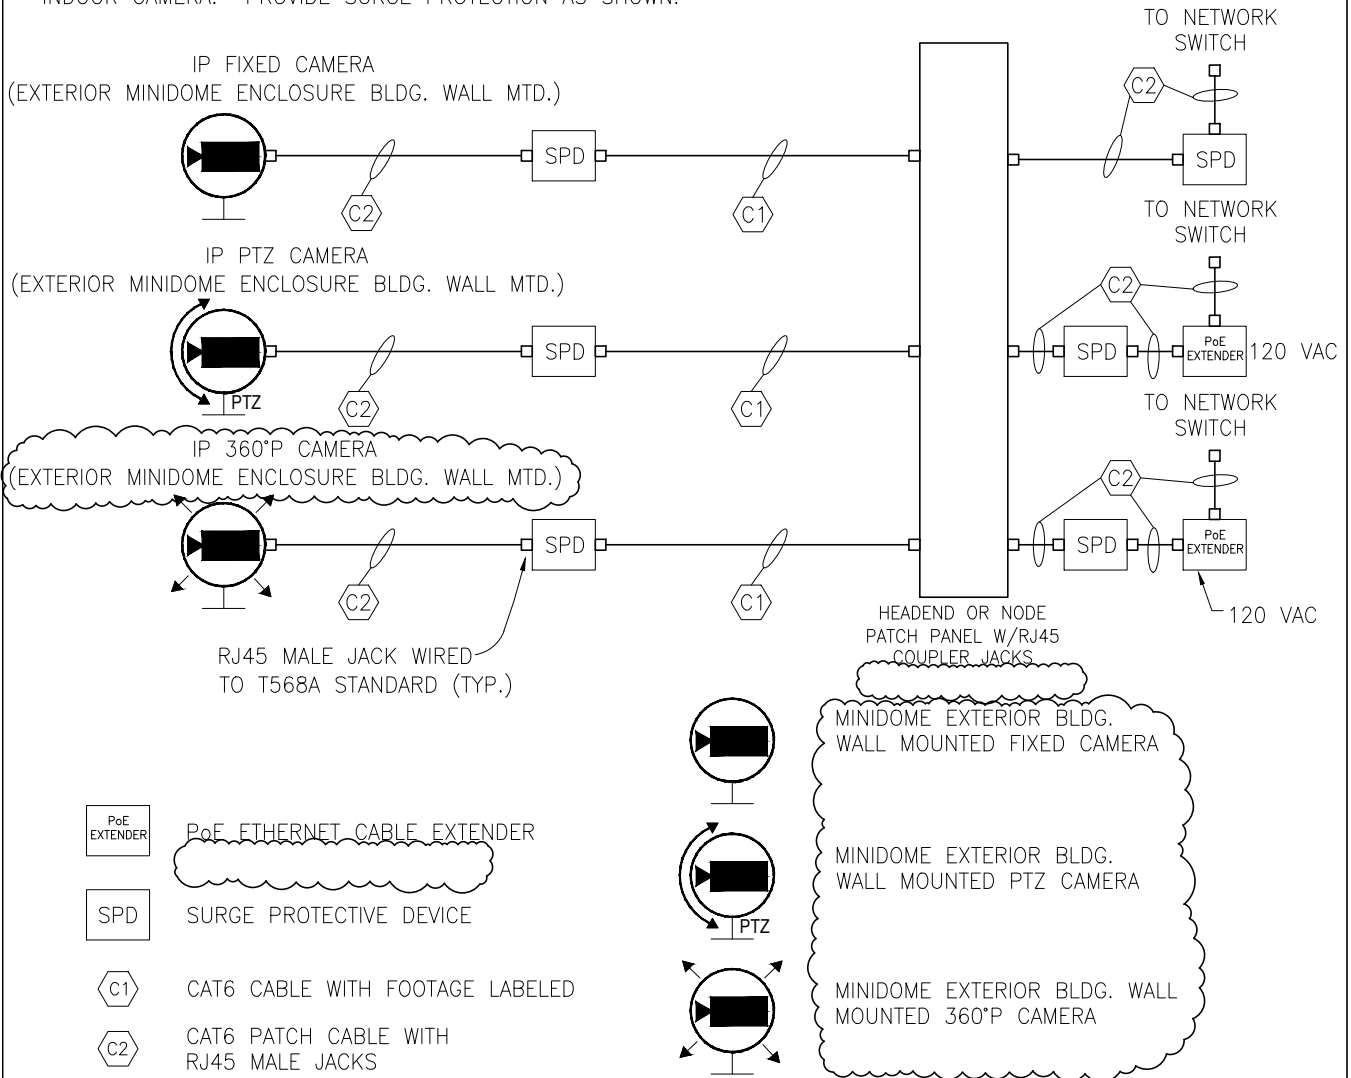 INDOOR CAMERA. PROVIDE SURGE PROTECTION AS SHOWN.
TO NETWORK
SWITCH
IP FIXED CAMERA
(EXTERIOR MINIDOME ENCLOSURE BLDG. WALL MTD.)
C2
SPD
C1
C2
SPD
TO NETWORK
SWITCH
IP PTZ CAMERA
(EXTERIOR MINIDOME ENCLOSURE BLDG. WALL MTD.)
PTZ
C2
SPD
C1
C2
SPD
PoE
EXTENDER
120 VAC
TO NETWORK
SWITCH
IP 360°P CAMERA
(EXTERIOR MINIDOME ENCLOSURE BLDG. WALL MTD.)
C2
SPD
C1
C2
SPD
PoE
EXTENDER
120 VAC
HEADEND OR NODE
PATCH PANEL W/RJ45
COUPLER JACKS
RJ45 MALE JACK WIRED
TO T568A STANDARD (TYP.)
MINIDOME EXTERIOR BLDG.
WALL MOUNTED FIXED CAMERA
PoE
EXTENDER
PoE ETHERNET CABLE EXTENDER
MINIDOME EXTERIOR BLDG.
WALL MOUNTED PTZ CAMERA
PTZ
SPD
SURGE PROTECTIVE DEVICE
C1
CAT6 CABLE WITH FOOTAGE LABELED
MINIDOME EXTERIOR BLDG. WALL
MOUNTED 360°P CAMERA
C2
CAT6 PATCH CABLE WITH
RJ45 MALE JACKS